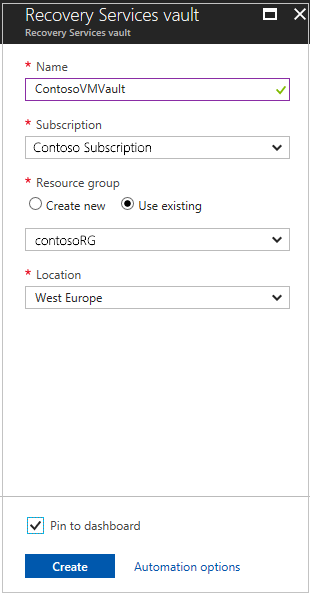 Recovery Services vault
Recovery Services vault
* Name
ContosoVMVault
* Subscription
Contoso Subscription
* Resource group
Create new Use existing
contosoRG
* Location
West Europe
Pin to dashboard
Create Automation options